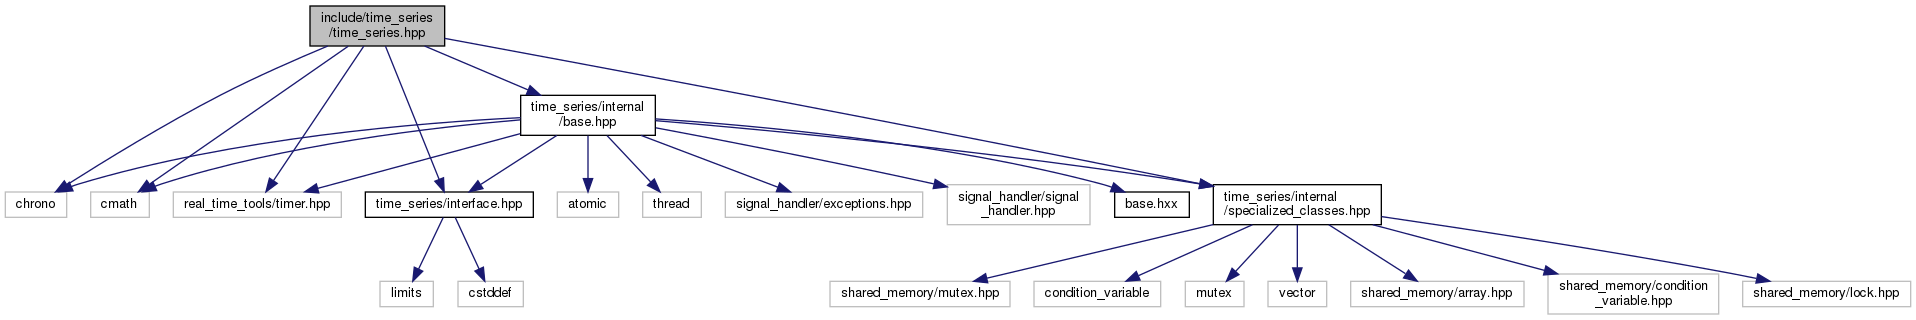 include/time_series
/time_series.hpp
time_series/internal
/base.hpp
chrono
cmath
real_time_tools/timer.hpp
time_series/interface.hpp
atomic
thread
signal_handler/exceptions.hpp
signal_handler/signal
_handler.hpp
base.hxx
time_series/internal
/specialized_classes.hpp
limits
cstddef
shared_memory/mutex.hpp
condition_variable
mutex
vector
shared_memory/array.hpp
shared_memory/condition
_variable.hpp
shared_memory/lock.hpp